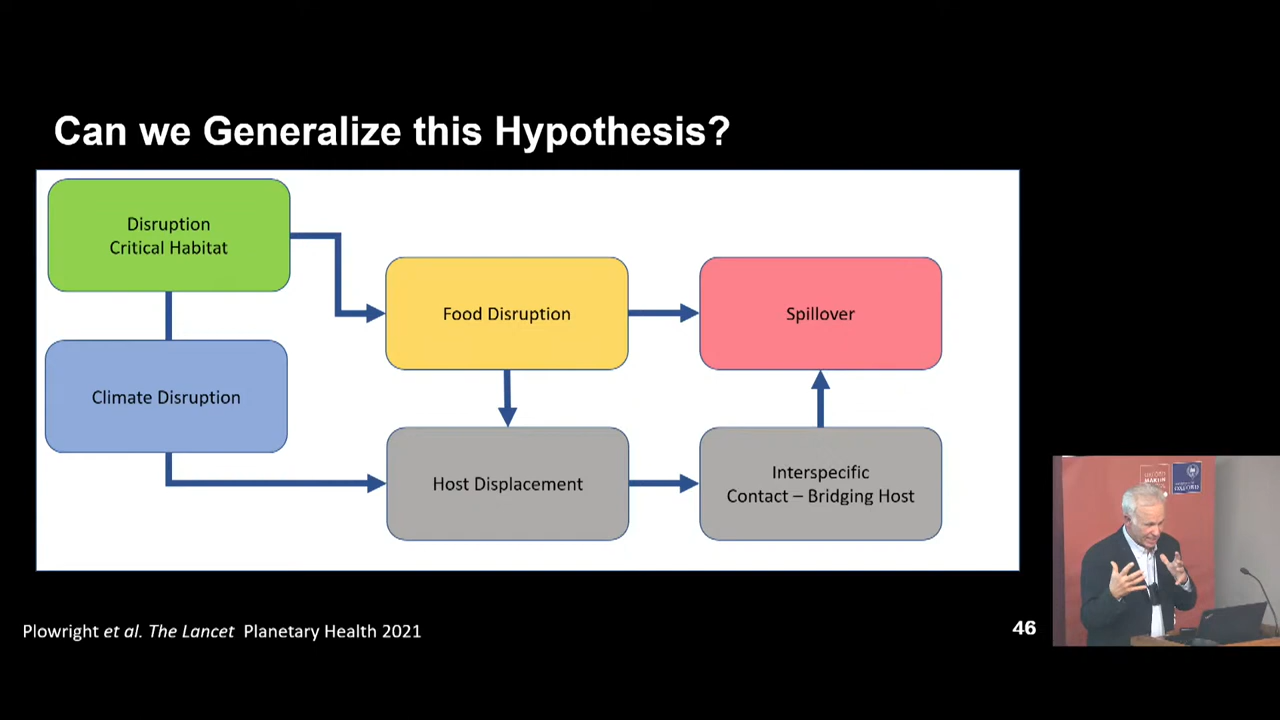 Can we Generalize this Hypothesis?
Disruption
Critical Habitat
Food Disruption
Spillover
Climate Disruption
Host Displacement
Interspecific
Contact – Bridging Host
Plowright et al. The Lancet Planetary Health 2021
46